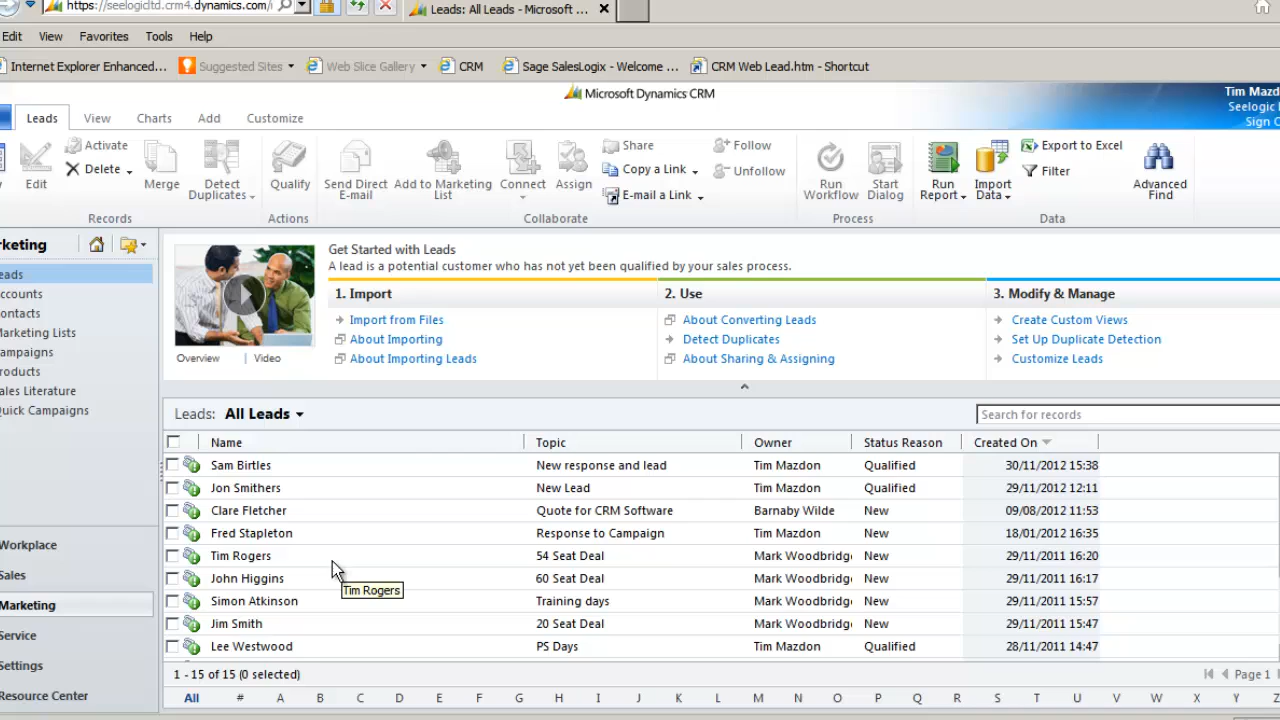 https://seelogicltd.crm4.dynamics.com/
Leads: All Leads - Microsoft ...
Edit View Favorites Tools Help
Internet Explorer Enhanced... Suggested Sites Web Slice Gallery CRM Sage SalesLogix - Welcome ... CRM Web Lead.htm - Shortcut
Microsoft Dynamics CRM
Tim Mazd
Seelogic
Sign
Leads View Charts Add Customize
Edit
Activate
Delete
Merge
Detect Duplicates
Records
Qualify
Actions
Send Direct E-mail
Add to Marketing List
Connect
Assign
Share
Copy a Link
E-mail a Link
Collaborate
Follow
Unfollow
Run Workflow
Start Dialog
Process
Run Report
Import Data
Export to Excel
Filter
Advanced Find
Data
rketing
eads
ccounts
ontacts
arketing Lists
ampaigns
roducts
ales Literature
uick Campaigns
Workplace
Sales
Marketing
Service
Settings
Resource Center
Get Started with Leads
A lead is a potential customer who has not yet been qualified by your sales process.
Overview | Video
1. Import
Import from Files
About Importing
About Importing Leads
2. Use
About Converting Leads
Detect Duplicates
About Sharing & Assigning
3. Modify & Manage
Create Custom Views
Set Up Duplicate Detection
Customize Leads
Leads: All Leads
Search for records
Name Topic Owner Status Reason Created On
Sam Birtles New response and lead Tim Mazdon Qualified 30/11/2012 15:38
Jon Smithers New Lead Tim Mazdon Qualified 29/11/2012 12:11
Clare Fletcher Quote for CRM Software Barnaby Wilde New 09/08/2012 11:53
Fred Stapleton Response to Campaign Tim Mazdon New 18/01/2012 16:35
Tim Rogers 54 Seat Deal Mark Woodbridg New 29/11/2011 16:20
John Higgins 60 Seat Deal Mark Woodbridg New 29/11/2011 16:17
Tim Rogers
Simon Atkinson Training days Mark Woodbridg New 29/11/2011 15:57
Jim Smith 20 Seat Deal Mark Woodbridg New 29/11/2011 15:47
Lee Westwood PS Days Tim Mazdon Qualified 28/11/2011 14:47
1 - 15 of 15 (0 selected) Page 1
All # A B C D E F G H I J K L M N O P Q R S T U V W X Y Z